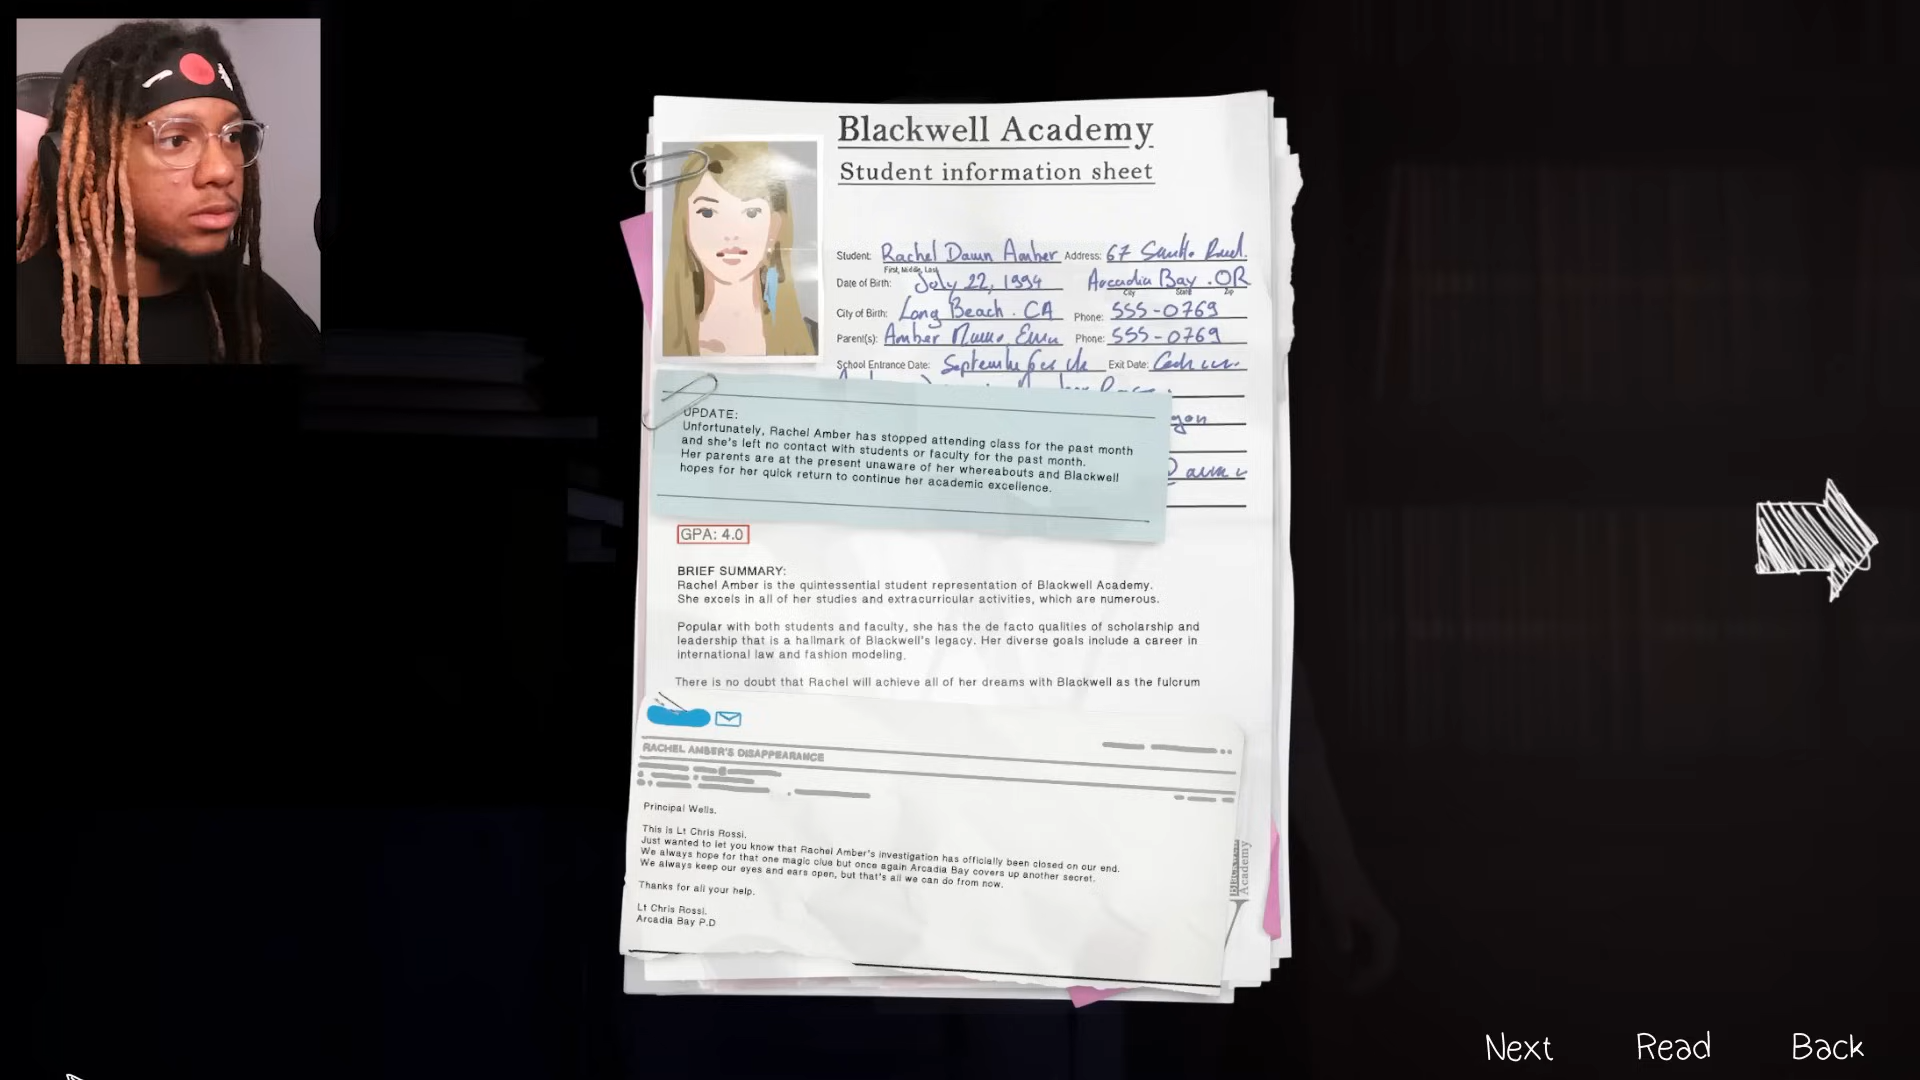 Blackwell Academy
Student information sheet
Student: Rachel Dawn Amber Address:
First, Middle, Last
Date of Birth: July 22, 1994 Arcadia Bay. OR
City State Zip
City of Birth: Long Beach. CA Phone: 555-0769
Parent(s): Amber Phone: 555-0769
School Entrance Date: Exit Date:
UPDATE:
Unfortunately, Rachel Amber has stopped attending class for the past month
and she's left no contact with students or faculty for the past month.
Her parents are at the present unaware of her whereabouts and Blackwell
hopes for her quick return to continue her academic excellence.
GPA: 4.0
BRIEF SUMMARY:
Rachel Amber is the quintessential student representation of Blackwell Academy.
She excels in all of her studies and extracurricular activities, which are numerous.
Popular with both students and faculty, she has the de facto qualities of scholarship and
leadership that is a hallmark of Blackwell's legacy. Her diverse goals include a career in
international law and fashion modeling.
There is no doubt that Rachel will achieve all of her dreams with Blackwell as the fulcrum
RACHEL AMBER'S DISAPPEARANCE
Principal Wells,
This is Lt Chris Rossi.
Just wanted to let you know that Rachel Amber's investigation has officially been closed on our end.
We always hope for that one magic clue but once again Arcadia Bay covers up another secret.
We always keep our eyes and ears open, but that's all we can do from now.
Thanks for all your help.
Lt Chris Rossi.
Arcadia Bay P.D
Blackwell
Academy
Next Read Back